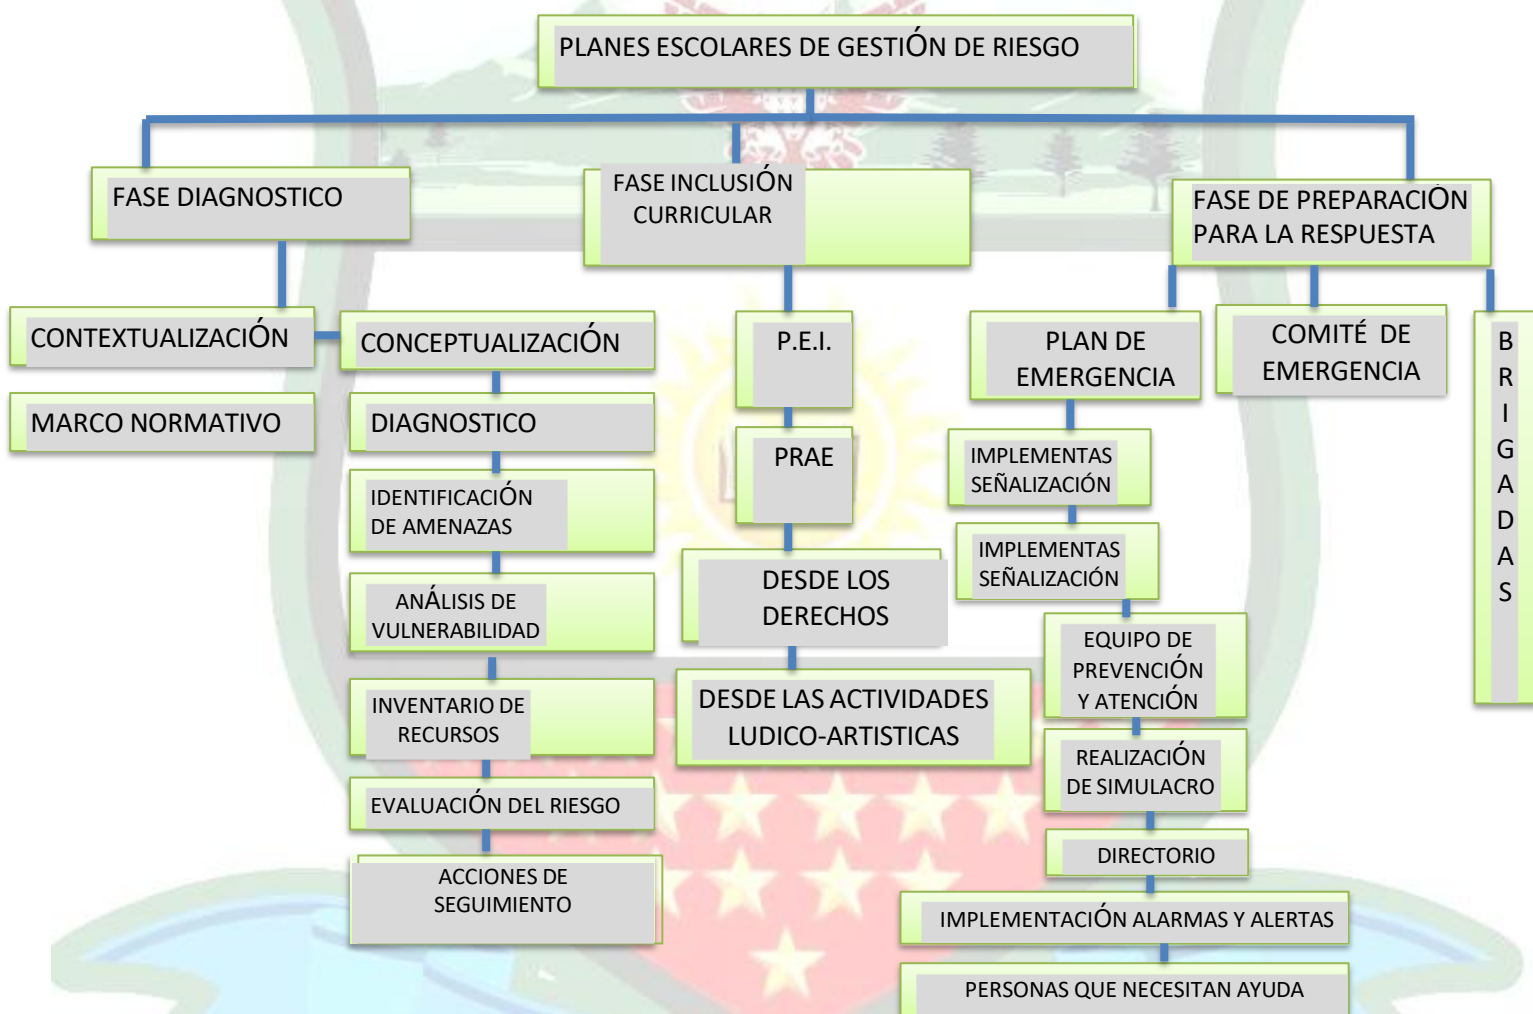 PLANES ESCOLARES DE GESTIÓN DE RIESGO
FASE DIAGNOSTICO
FASE INCLUSIÓN
CURRICULAR
FASE DE PREPARACIÓN
PARA LA RESPUESTA
CONTEXTUALIZACIÓN
CONCEPTUALIZACIÓN
MARCO NORMATIVO
DIAGNOSTICO
IDENTIFICACIÓN
DE AMENAZAS
ANÁLISIS DE
VULNERABILIDAD
INVENTARIO DE
RECURSOS
EVALUACIÓN DEL RIESGO
ACCIONES DE
SEGUIMIENTO
P.E.I.
PRAE
DESDE LOS
DERECHOS
DESDE LAS ACTIVIDADES
LUDICO-ARTISTICAS
PLAN DE
EMERGENCIA
IMPLEMENTAS
SEÑALIZACIÓN
IMPLEMENTAS
SEÑALIZACIÓN
EQUIPO DE
PREVENCIÓN
Y ATENCIÓN
REALIZACIÓN
DE SIMULACRO
DIRECTORIO
IMPLEMENTACIÓN ALARMAS Y ALERTAS
PERSONAS QUE NECESITAN AYUDA
COMITÉ DE
EMERGENCIA
B
R
I
G
A
D
A
S